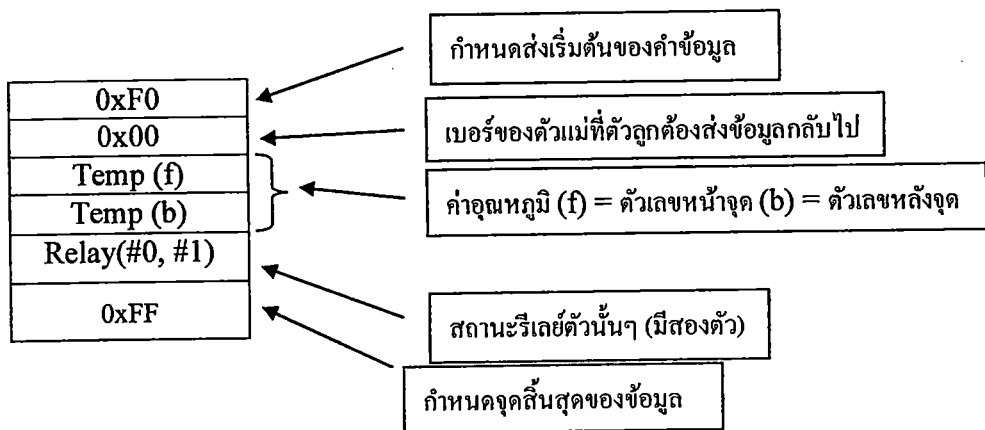 กำหนดส่งเริ่มต้นของคำข้อมูล
0xF0
0x00
เบอร์ของตัวแม่ที่ตัวลูกต้องส่งข้อมูลกลับไป
Temp (f)
Temp (b)
ค่าอุณหภูมิ (f) = ตัวเลขหน้าจุด (b) = ตัวเลขหลังจุด
Relay(#0, #1)
0xFF
สถานะรีเลย์ตัวนั้นๆ (มีสองตัว)
กำหนดจุดสิ้นสุดของข้อมูล